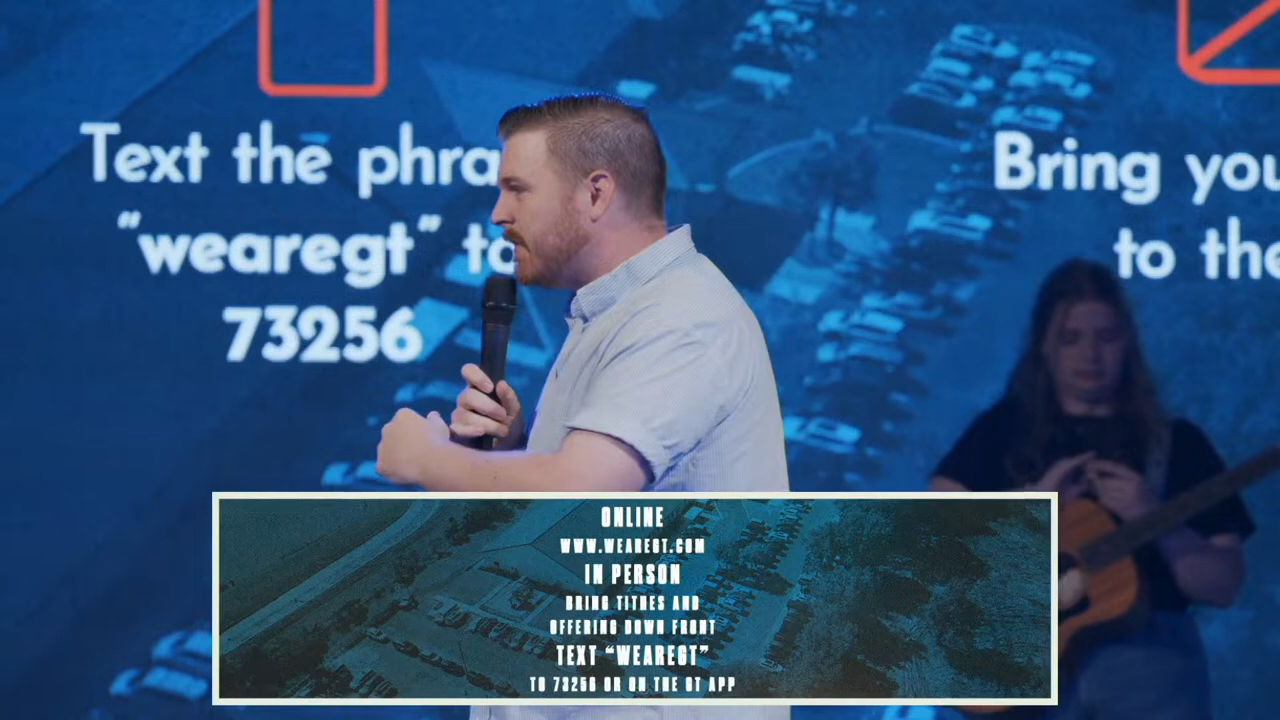 Text the phra
“wearegt” to
73256
Bring you
to the
ONLINE
WWW.WEAREGT.COM
IN PERSON
BRING TITHES AND
OFFERING DOWN FRONT
TEXT “WEAREGT”
TO 73256 OR ON THE GT APP